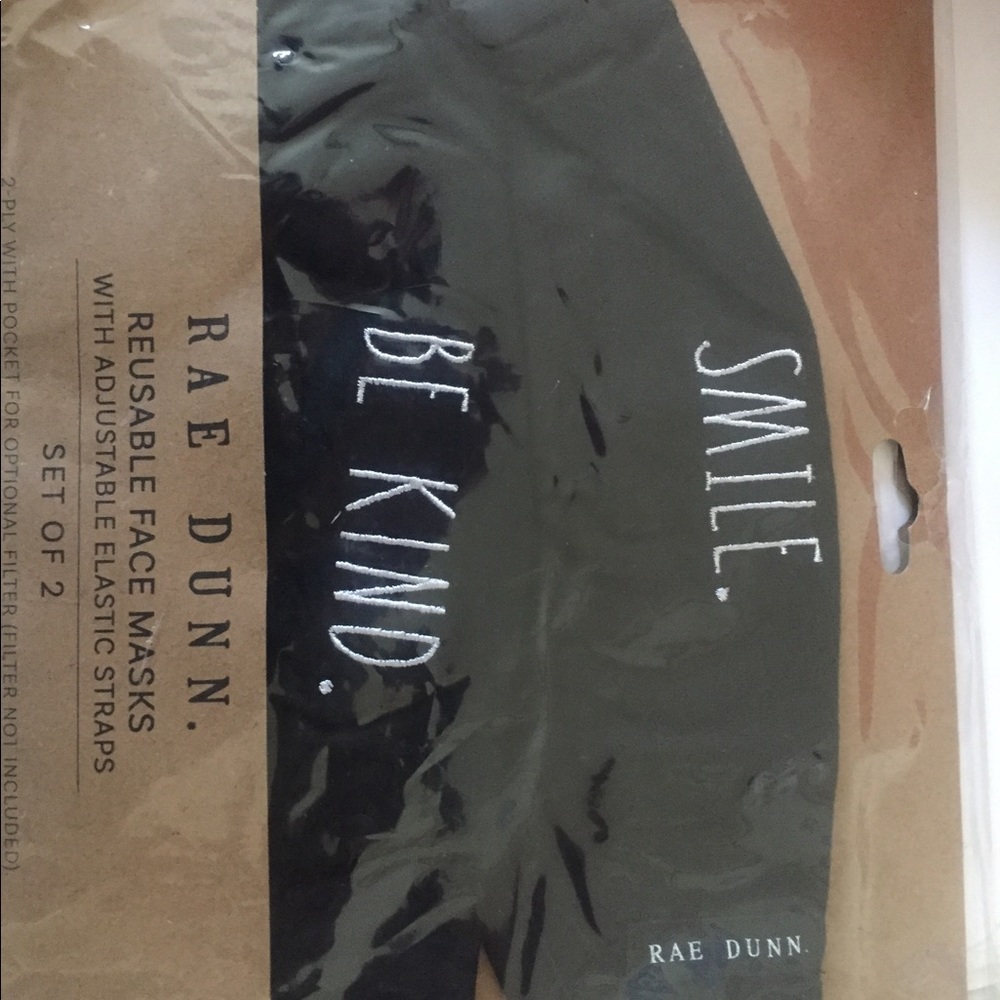 SMILE.
RAE DUNN.
BE KIND.
RAE DUNN.
REUSABLE FACE MASKS
WITH ADJUSTABLE ELASTIC STRAPS
SET OF 2
2-PLY WITH POCKET FOR OPTIONAL FILTER (FILTER NOT INCLUDED).